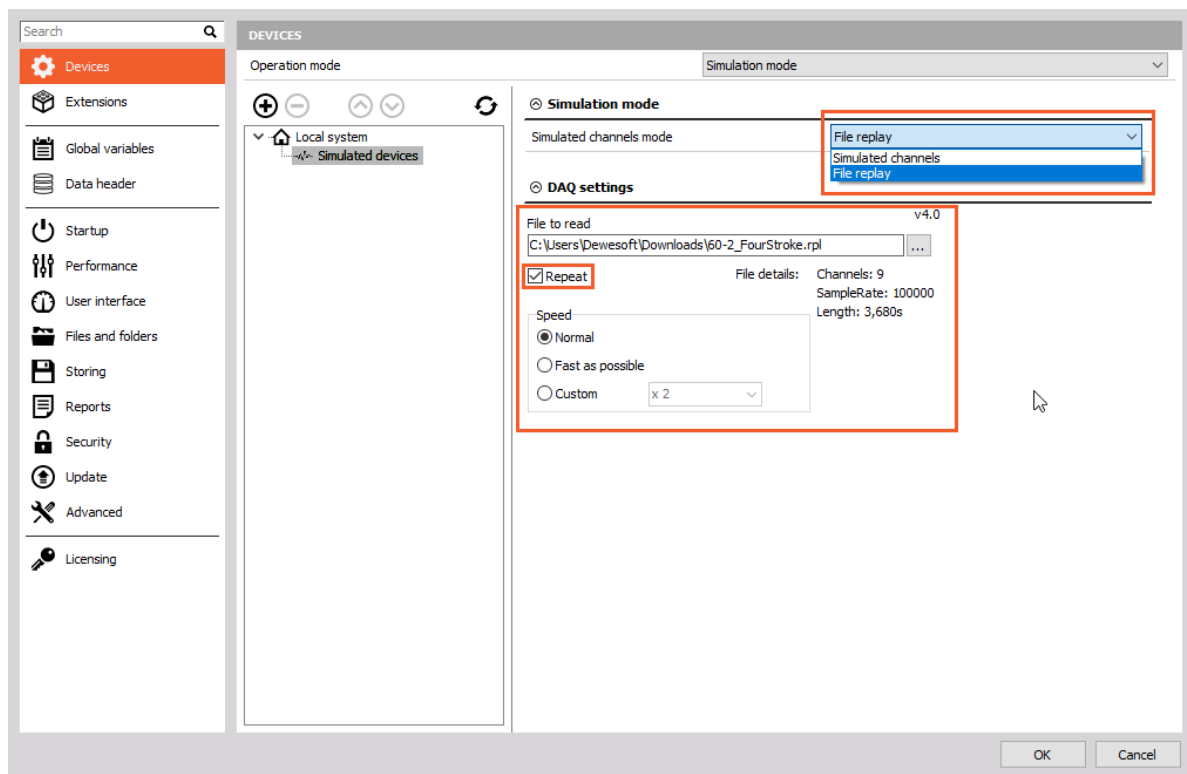 Search
DEVICES
Devices
Operation mode
Simulation mode
Extensions
Global variables
Data header
Startup
Performance
User interface
Files and folders
Storing
Reports
Security
Update
Advanced
Licensing
Local system
Simulated devices
Simulation mode
Simulated channels mode
File replay
Simulated channels
File replay
DAQ settings
v4.0
File to read
C:\Users\Dewesoft\Downloads\60-2_FourStroke.rpl
...
Repeat
File details:
Channels: 9
SampleRate: 100000
Length: 3,680s
Speed
Normal
Fast as possible
Custom
x 2
OK
Cancel